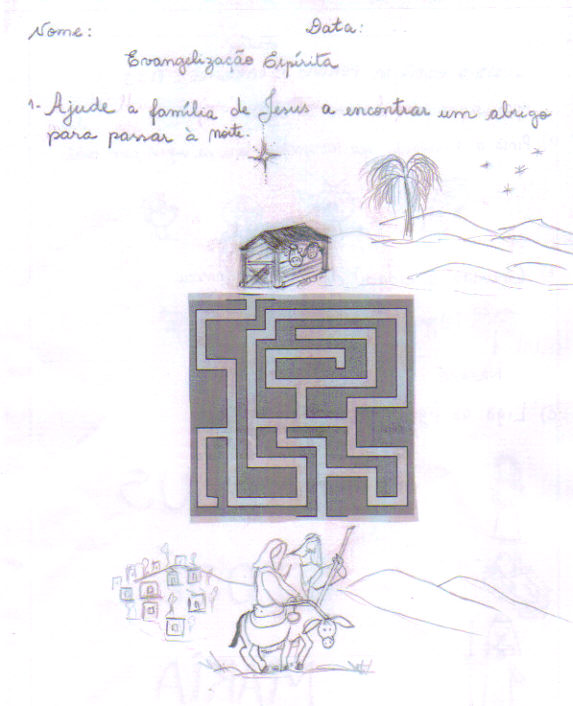 Nome: Data:
Evangelização Espírita
1- Ajude a família de Jesus a encontrar um abrigo
para passar à noite.